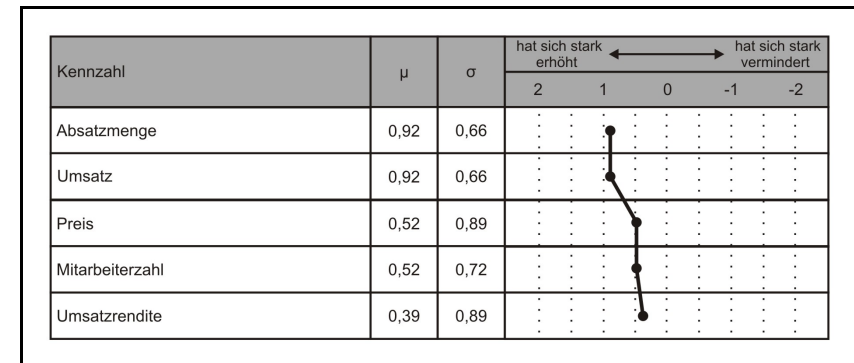 Kennzahl μ σ hat sich stark erhöht hat sich stark vermindert
2 1 0 -1 -2
Absatzmenge 0,92 0,66
Umsatz 0,92 0,66
Preis 0,52 0,89
Mitarbeiterzahl 0,52 0,72
Umsatzrendite 0,39 0,89